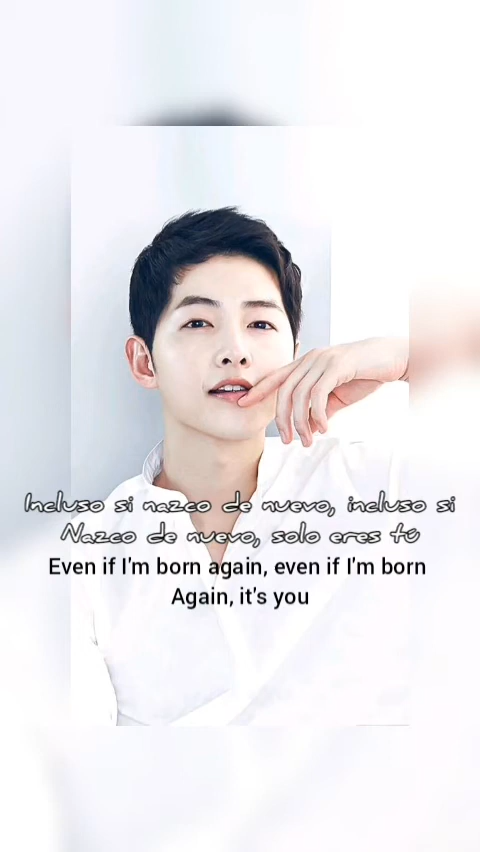 Incluso si nazco de nuevo, incluso si
Nazco de nuevo, solo eres tú
Even if I'm born again, even if I'm born
Again, it's you